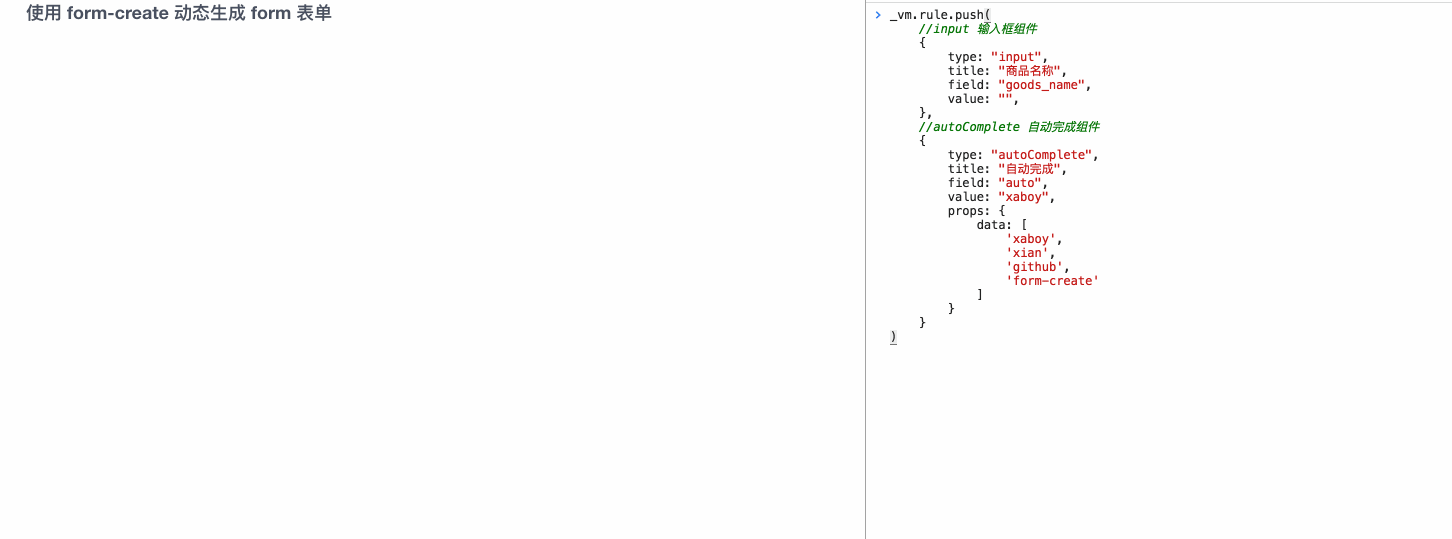 使用 form-create 动态生成 form 表单
> _vm.rule.push(
//input 输入框组件
{
type: "input",
title: "商品名称",
field: "goods_name",
value: "",
},
//autoComplete 自动完成组件
{
type: "autoComplete",
title: "自动完成",
field: "auto",
value: "xaboy",
props: {
data: [
'xaboy',
'xian',
'github',
'form-create'
]
}
}
)